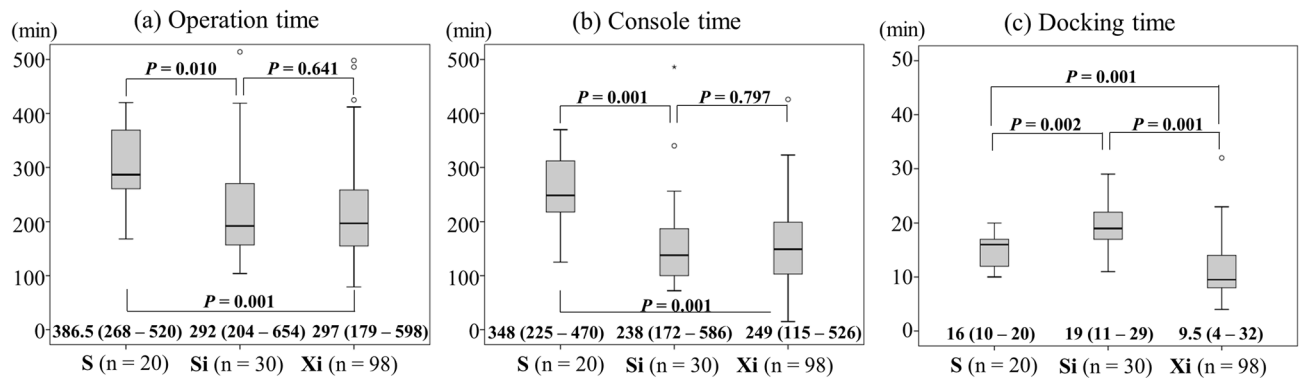 (a) Operation time
(min)
500
400
300
200
100
0
P = 0.010
P = 0.641
P = 0.001
386.5 (268 – 520) 292 (204 – 654) 297 (179 – 598)
S (n = 20) Si (n = 30) Xi (n = 98)
(b) Console time
(min)
500
400
300
200
100
0
P = 0.001
P = 0.797
P = 0.001
348 (225 – 470) 238 (172 – 586) 249 (115 – 526)
S (n = 20) Si (n = 30) Xi (n = 98)
(c) Docking time
(min)
50
40
30
20
10
0
P = 0.001
P = 0.002
P = 0.001
16 (10 – 20) 19 (11 – 29) 9.5 (4 – 32)
S (n = 20) Si (n = 30) Xi (n = 98)